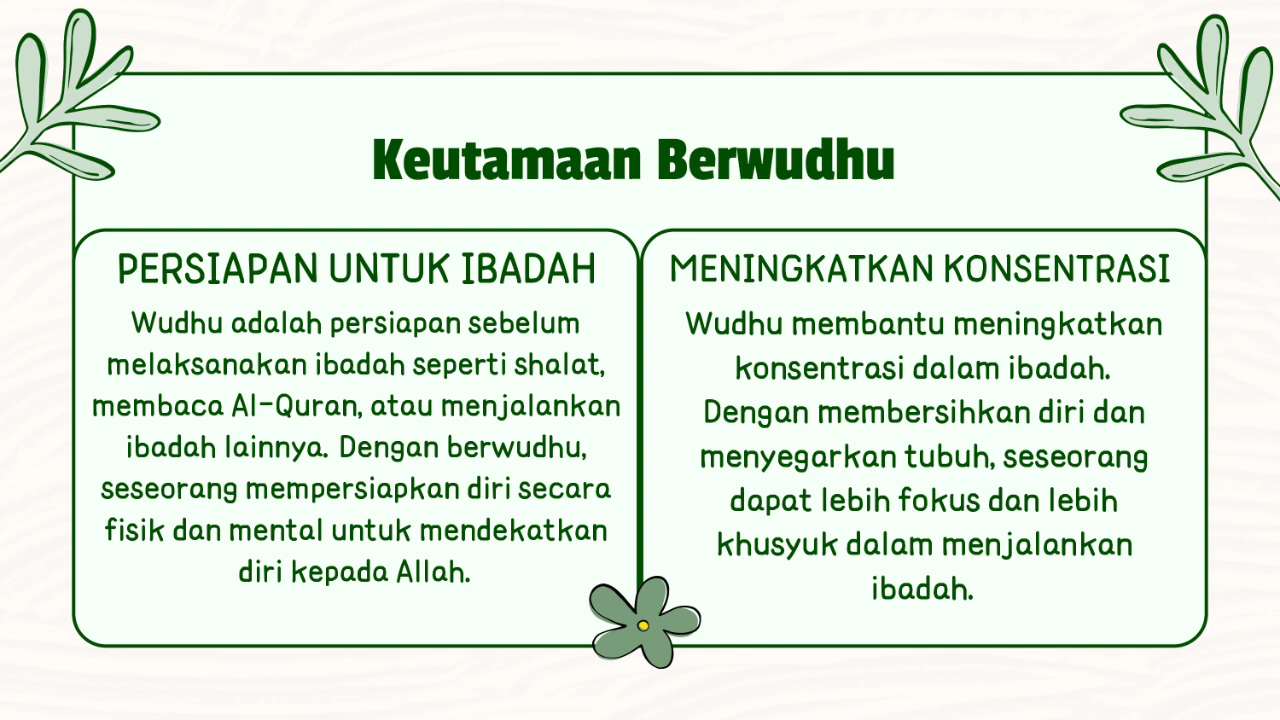 Keutamaan Berwudhu
PERSIAPAN UNTUK IBADAH
Wudhu adalah persiapan sebelum
melaksanakan ibadah seperti shalat,
membaca Al-Quran, atau menjalankan
ibadah lainnya. Dengan berwudhu,
seseorang mempersiapkan diri secara
fisik dan mental untuk mendekatkan
diri kepada Allah.
MENINGKATKAN KONSENTRASI
Wudhu membantu meningkatkan
konsentrasi dalam ibadah.
Dengan membersihkan diri dan
menyegarkan tubuh, seseorang
dapat lebih fokus dan lebih
khusyuk dalam menjalankan
ibadah.